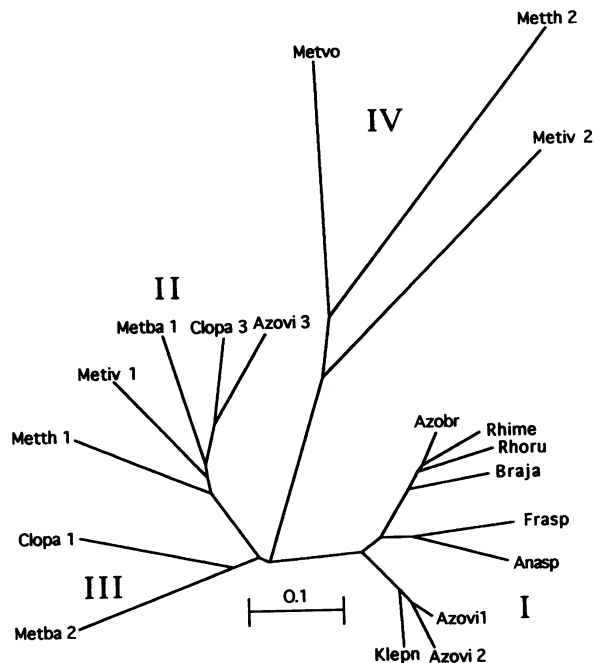 Metth 2
Metvo
IV
Metiv 2
II
Metba 1 Clopa 3 Azovi 3
Metiv 1
Azobr
Rhime
Metth 1
Rhoru
Braja
Frasp
Clopa 1
Anasp
III
0.1
I
Azovi1
Metba 2
Klepn Azovi 2